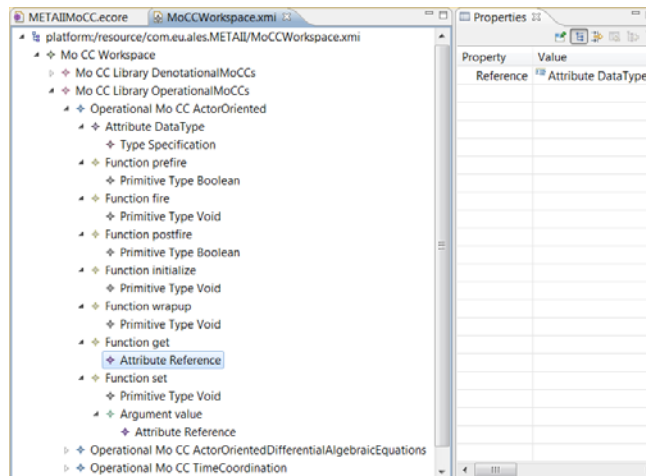 METAIIMoCC.ecore
MoCCWorkspace.xmi
platform:/resource/com.eu.ales.METAII/MoCCWorkspace.xmi
Mo CC Workspace
Mo CC Library DenotationalMoCCs
Mo CC Library OperationalMoCCs
Operational Mo CC ActorOriented
Attribute DataType
Type Specification
Function prefire
Primitive Type Boolean
Function fire
Primitive Type Void
Function postfire
Primitive Type Boolean
Function initialize
Primitive Type Void
Function wrapup
Primitive Type Void
Function get
Attribute Reference
Function set
Primitive Type Void
Argument value
Attribute Reference
Operational Mo CC ActorOrientedDifferentialAlgebraicEquations
Operational Mo CC TimeCoordination
Properties
Property Value
Reference Attribute DataType